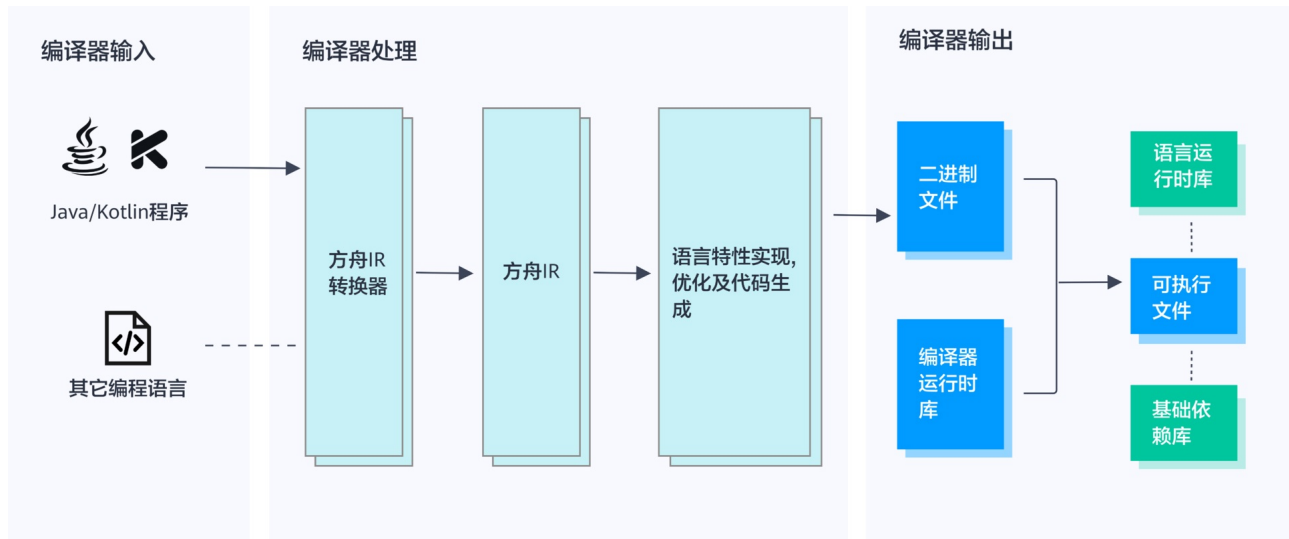 编译器输入
Java/Kotlin程序
</>
其它编程语言
编译器处理
方舟IR
转换器
方舟IR
语言特性实现,
优化及代码生
成
编译器输出
二进制
文件
编译器
运行时
库
语言运
行时库
可执行
文件
基础依
赖库